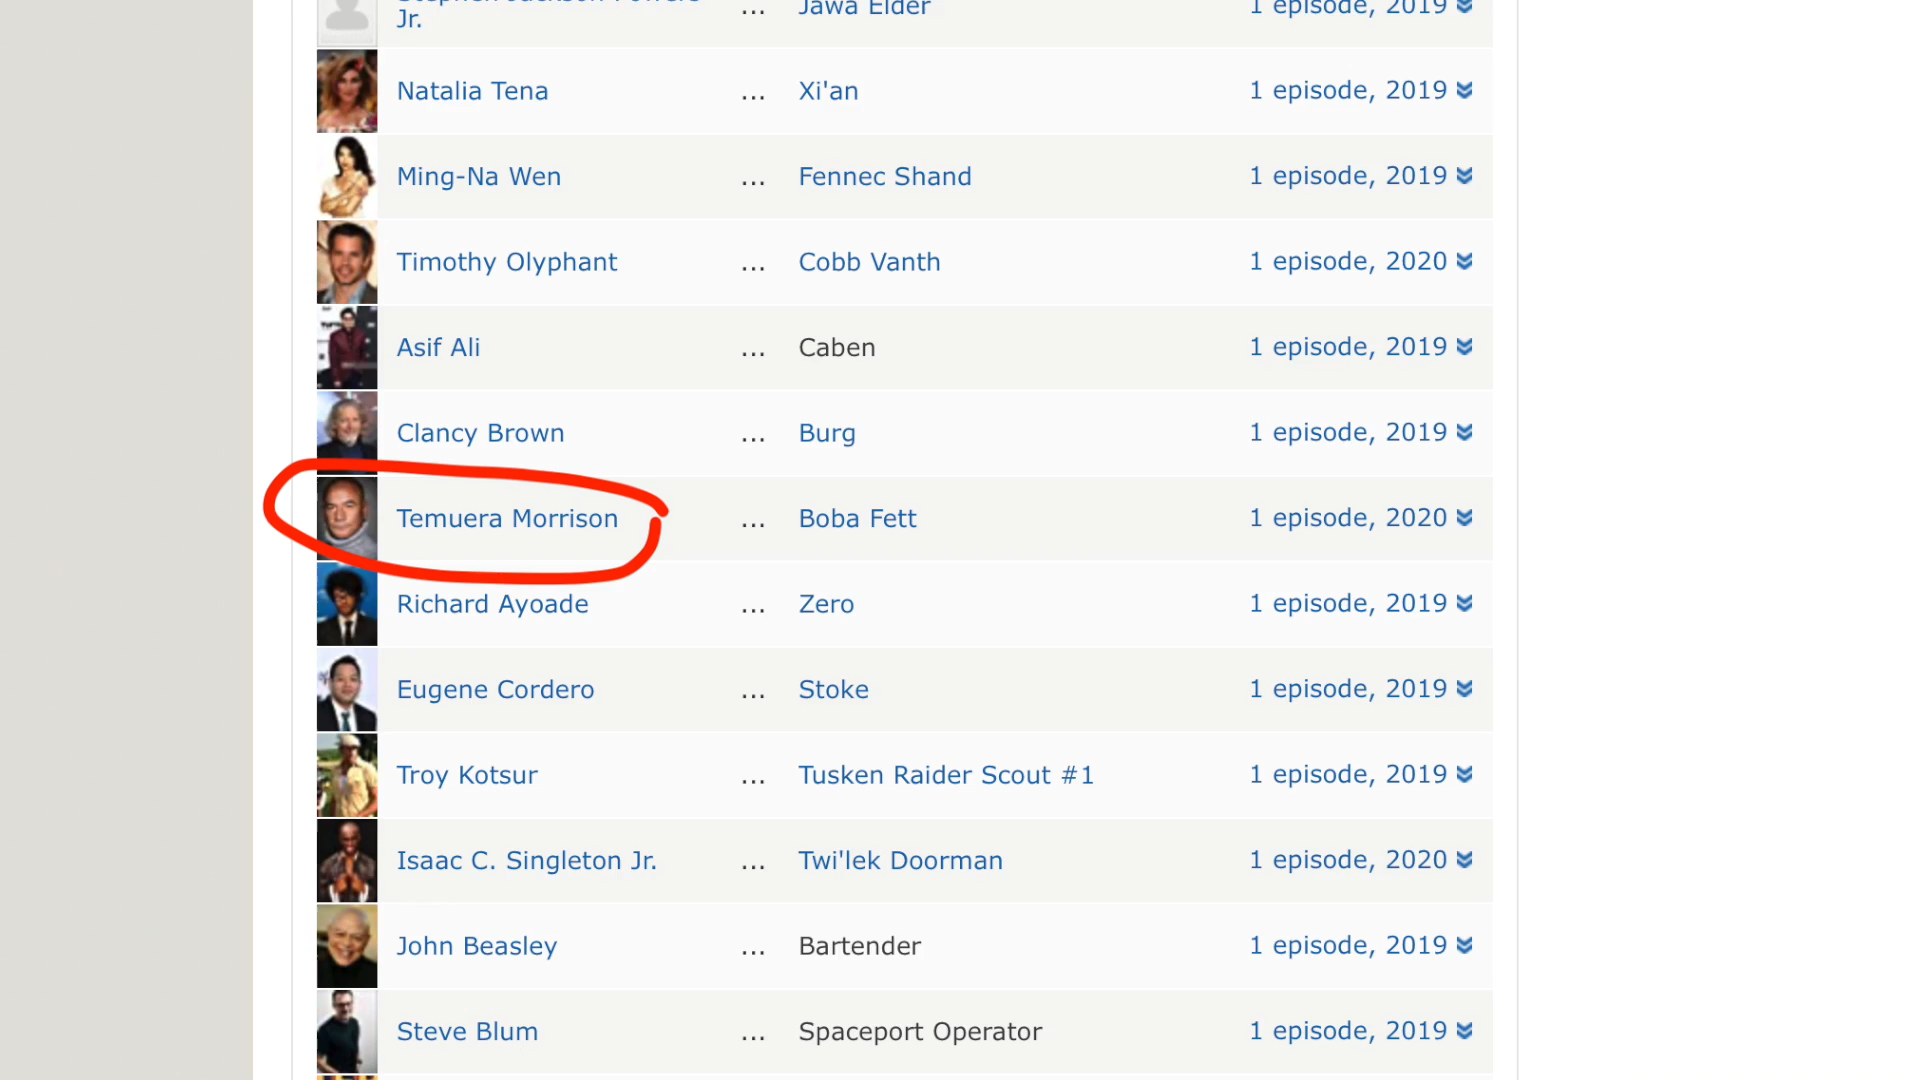 Jr. ... Jawa Elder 1 episode, 2019
Natalia Tena ... Xi'an 1 episode, 2019
Ming-Na Wen ... Fennec Shand 1 episode, 2019
Timothy Olyphant ... Cobb Vanth 1 episode, 2020
Asif Ali ... Caben 1 episode, 2019
Clancy Brown ... Burg 1 episode, 2019
Temuera Morrison ... Boba Fett 1 episode, 2020
Richard Ayoade ... Zero 1 episode, 2019
Eugene Cordero ... Stoke 1 episode, 2019
Troy Kotsur ... Tusken Raider Scout #1 1 episode, 2019
Isaac C. Singleton Jr. ... Twi'lek Doorman 1 episode, 2020
John Beasley ... Bartender 1 episode, 2019
Steve Blum ... Spaceport Operator 1 episode, 2019